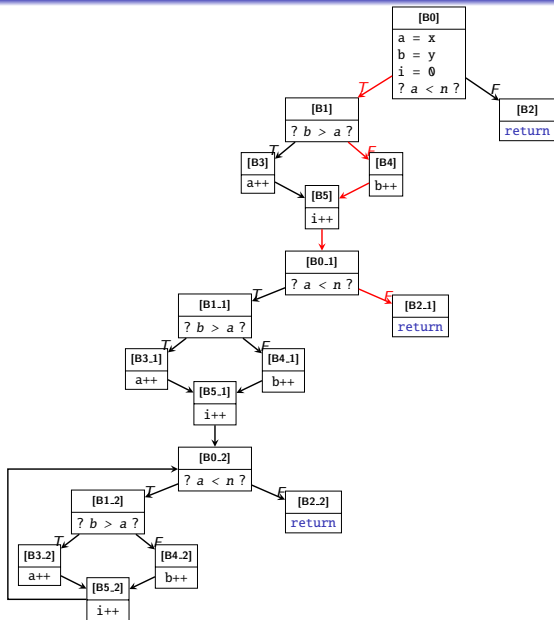 [B0]
a = x
b = y
i = 0
? a < n ?
T
F
[B1]
? b > a ?
[B2]
return
T
F
[B3]
a++
[B4]
b++
[B5]
i++
[B0_1]
? a < n ?
T
F
[B1_1]
? b > a ?
[B2_1]
return
T
F
[B3_1]
a++
[B4_1]
b++
[B5_1]
i++
[B0_2]
? a < n ?
T
F
[B1_2]
? b > a ?
[B2_2]
return
T
F
[B3_2]
a++
[B4_2]
b++
[B5_2]
i++